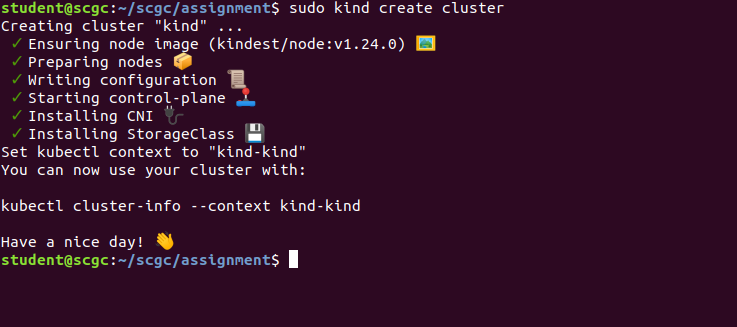 student@scgc:~/scgc/assignment$ sudo kind create cluster
Creating cluster "kind" ...
✓ Ensuring node image (kindest/node:v1.24.0) 🖼
✓ Preparing nodes 📦
✓ Writing configuration 📜
✓ Starting control-plane 🕹️
✓ Installing CNI 🔌
✓ Installing StorageClass 💾
Set kubectl context to "kind-kind"
You can now use your cluster with:

kubectl cluster-info --context kind-kind

Have a nice day! 👋
student@scgc:~/scgc/assignment$